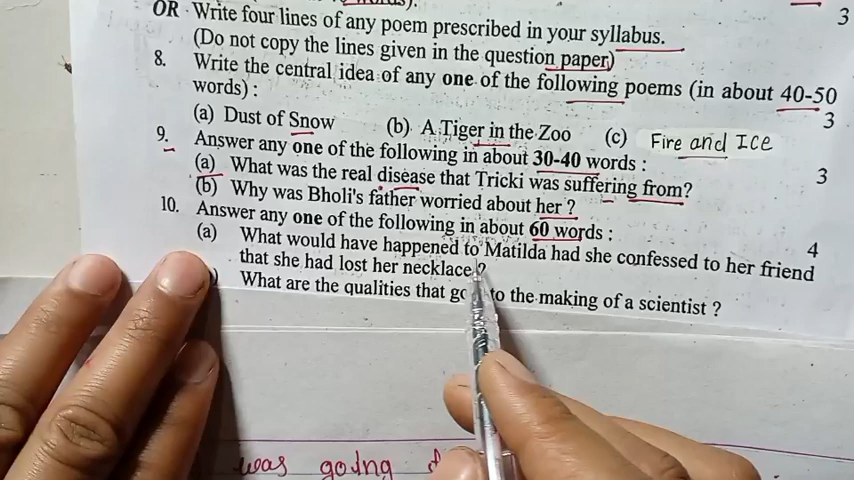 words).
3
OR Write four lines of any poem prescribed in your syllabus.
(Do not copy the lines given in the question paper)
8. Write the central idea of any one of the following poems (in about 40-50
words) :
3
(a) Dust of Snow (b) A Tiger in the Zoo (c) Fire and Ice
9. Answer any one of the following in about 30-40 words :
3
(a) What was the real disease that Tricki was suffering from?
(b) Why was Bholi's father worried about her ?
10. Answer any one of the following in about 60 words :
4
(a) What would have happened to Matilda had she confessed to her friend
that she had lost her necklace ?
) What are the qualities that go to the making of a scientist ?
was going